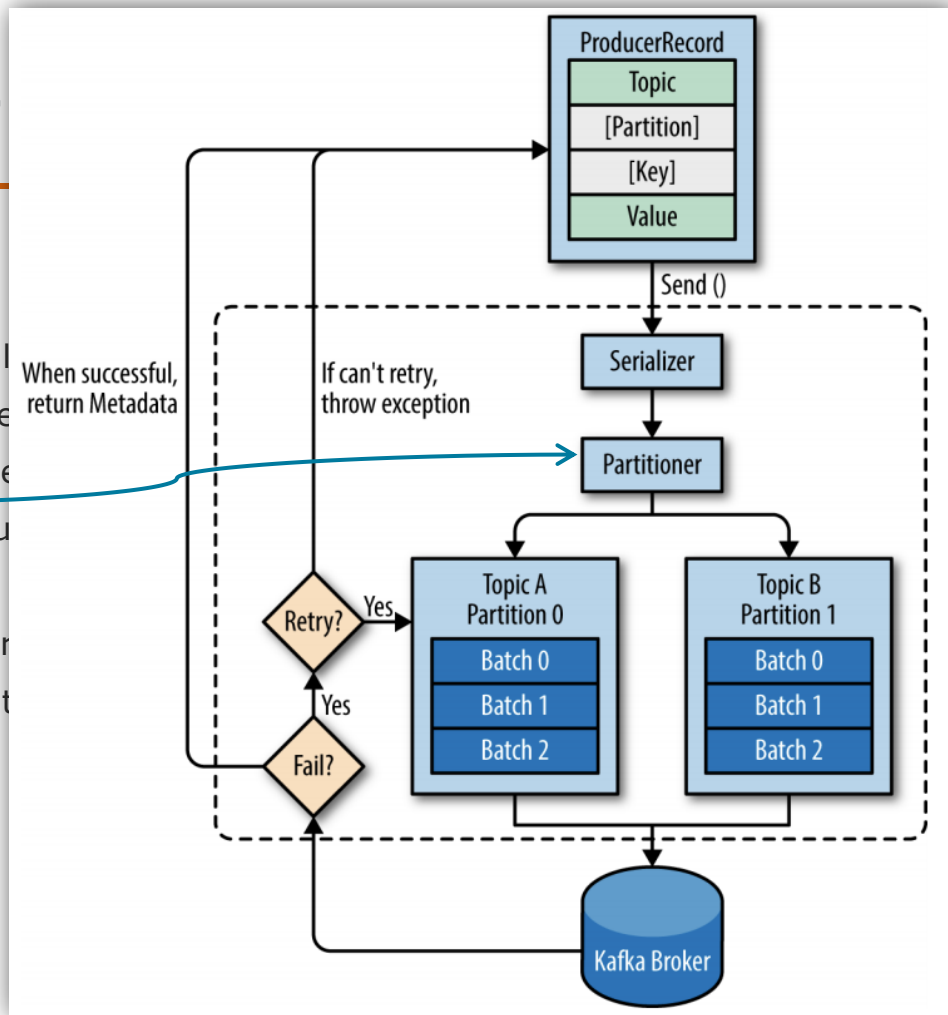 ProducerRecord
Topic
[Partition]
[Key]
Value
Send ()
Serializer
When successful,
return Metadata
If can't retry,
throw exception
Partitioner
Topic A
Partition 0
Topic B
Partition 1
Retry?
Yes
Batch 0
Batch 0
Batch 1
Batch 1
Yes
Batch 2
Batch 2
Fail?
Kafka Broker